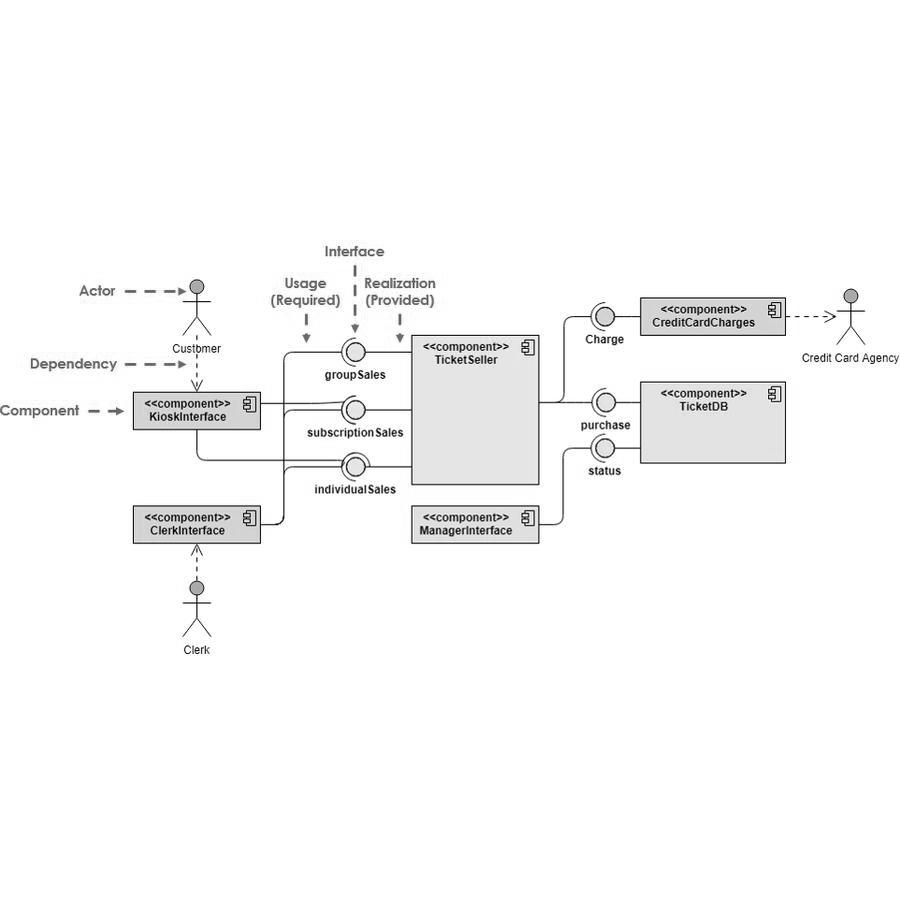 Interface
Usage
(Required)
Realization
(Provided)
Actor
Customer
Dependency
Component
<<component>>
KioskInterface
groupSales
subscriptionSales
individualSales
<<component>>
TicketSeller
Charge
<<component>>
CreditCardCharges
Credit Card Agency
purchase
status
<<component>>
TicketDB
<<component>>
ClerkInterface
<<component>>
ManagerInterface
Clerk